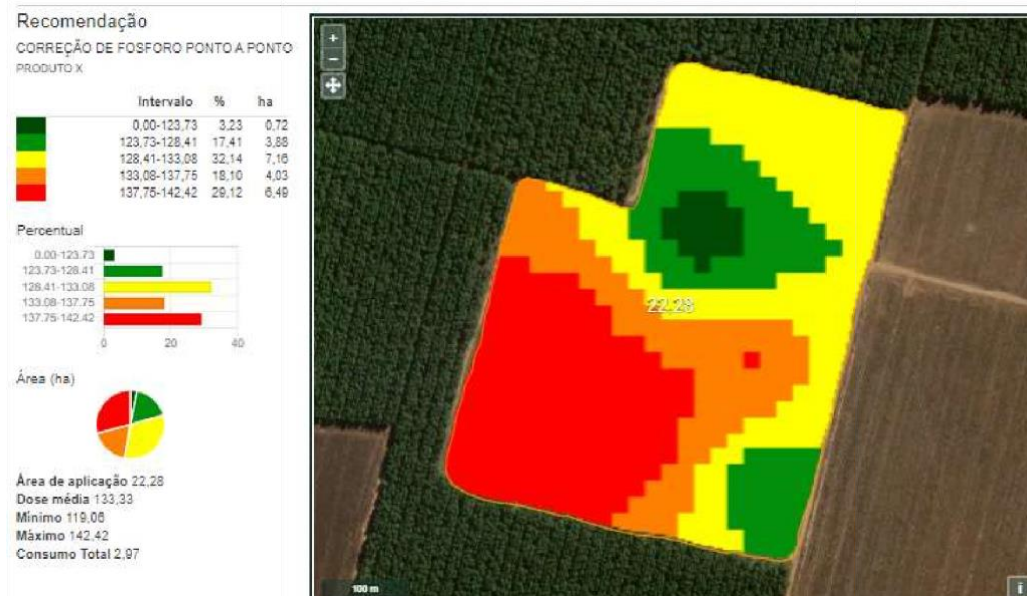 Recomendação
CORREÇÃO DE FOSFORO PONTO A PONTO
PRODUTO X
Intervalo % ha
0,00-123,73 3,23 0,72
123,73-128,41 17,41 3,88
128,41-133,08 32,14 7,16
133,08-137,75 18,10 4,03
137,75-142,42 29,12 6,49
Percentual
0.00-123.73
123.73-128.41
128.41-133.08
133.08-137.75
137.75-142.42
0 20 40
Área (ha)
Área de aplicação 22,28
Dose média 133,33
Mínimo 119,06
Máximo 142,42
Consumo Total 2,97
+
−
22.28
100 m
i